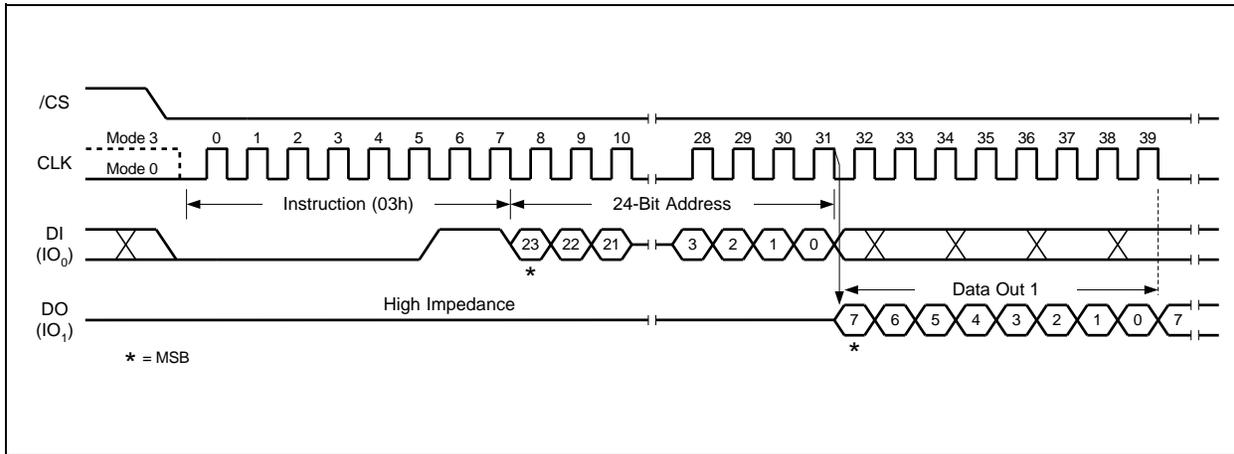 /CS
Mode 3 0 1 2 3 4 5 6 7 8 9 10 28 29 30 31 32 33 34 35 36 37 38 39
CLK
Mode 0
Instruction (03h) 24-Bit Address
DI
(IO0)
23 22 21 3 2 1 0
*
Data Out 1
High Impedance
DO
(IO1)
7 6 5 4 3 2 1 0 7
*
* = MSB